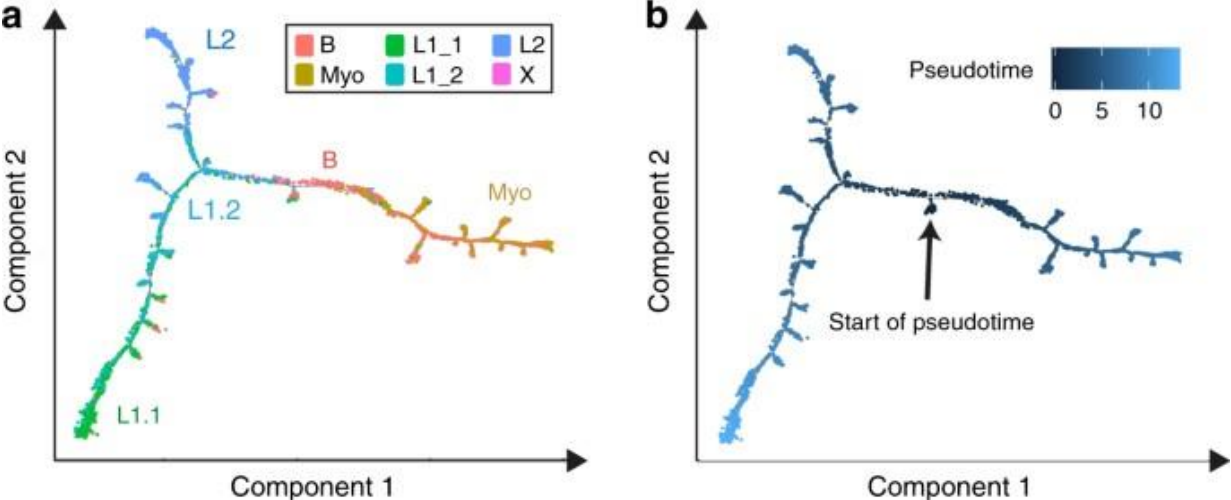 a
L2
B L1_1 L2
Myo L1_2 X
B
Myo
L1.2
L1.1
Component 2
Component 1
b
Pseudotime
0 5 10
Start of pseudotime
Component 2
Component 1